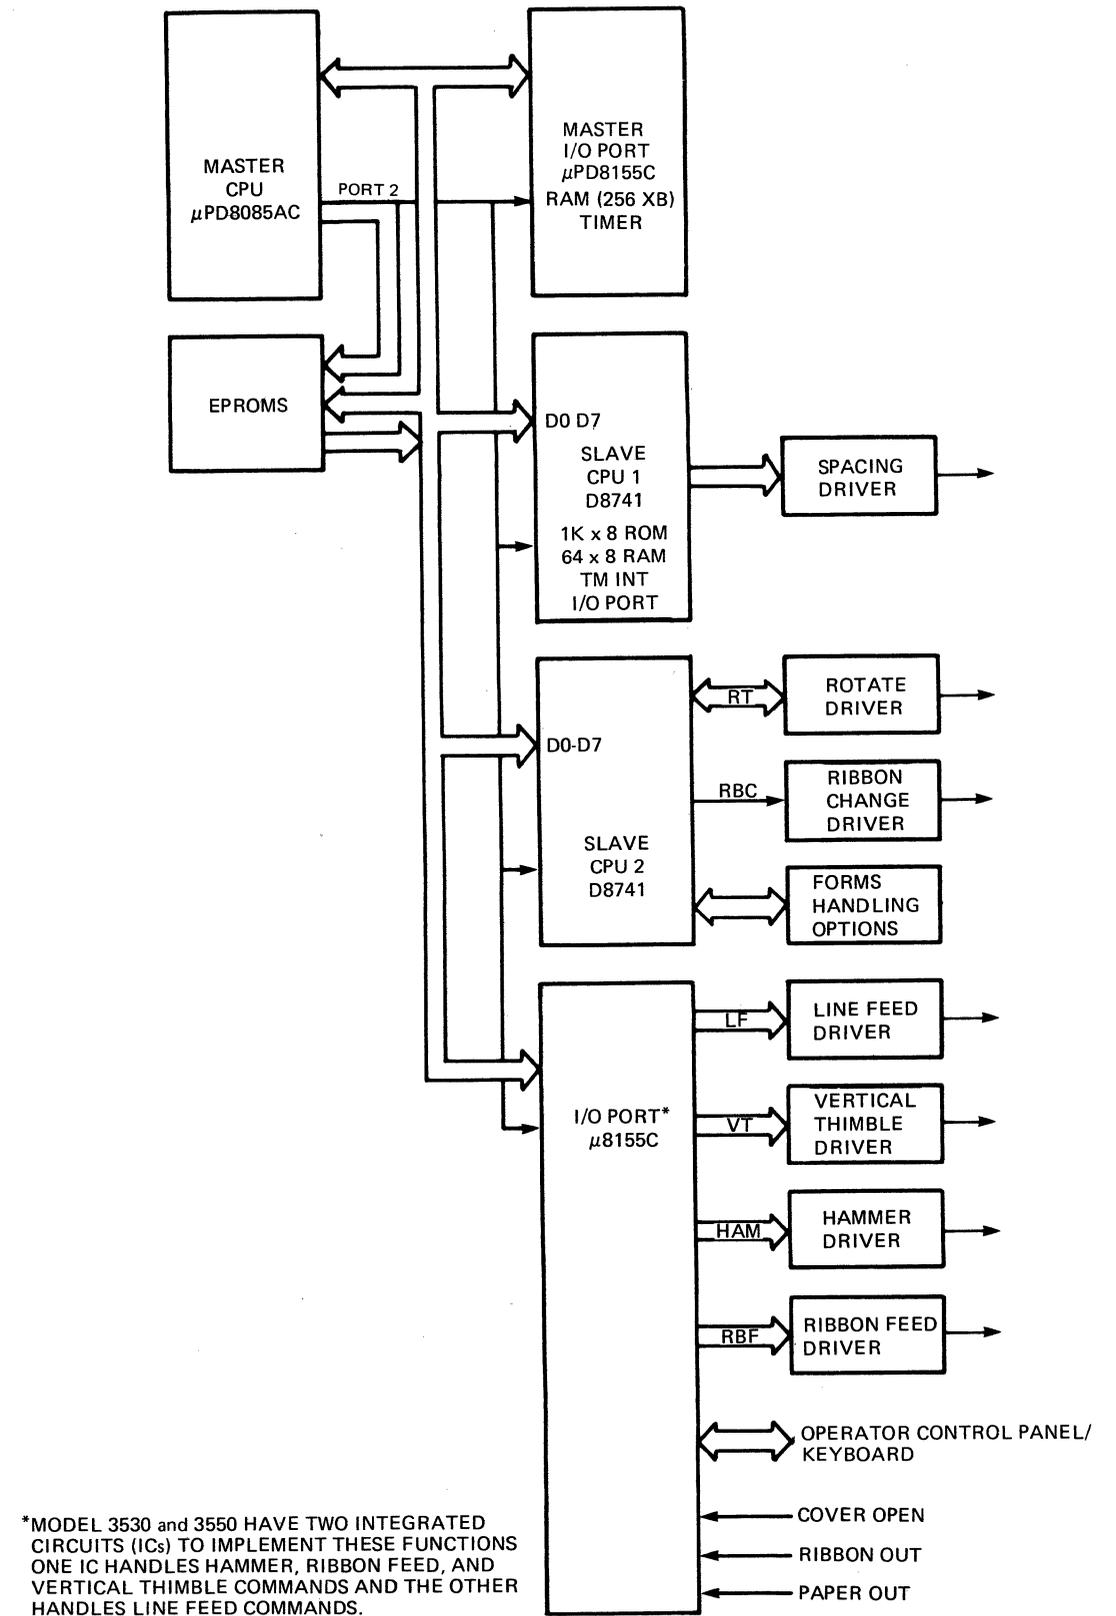 MASTER
CPU
μPD8085AC
PORT 2
MASTER
I/O PORT
μPD8155C
RAM (256 XB)
TIMER
EPROMS
D0 D7
SLAVE
CPU 1
D8741
1K x 8 ROM
64 x 8 RAM
TM INT
I/O PORT
SPACING
DRIVER
D0-D7
SLAVE
CPU 2
D8741
RT
ROTATE
DRIVER
RBC
RIBBON
CHANGE
DRIVER
FORMS
HANDLING
OPTIONS
I/O PORT*
μ8155C
LF
LINE FEED
DRIVER
VT
VERTICAL
THIMBLE
DRIVER
HAM
HAMMER
DRIVER
RBF
RIBBON FEED
DRIVER
OPERATOR CONTROL PANEL/
KEYBOARD
COVER OPEN
RIBBON OUT
PAPER OUT
*MODEL 3530 and 3550 HAVE TWO INTEGRATED
CIRCUITS (ICs) TO IMPLEMENT THESE FUNCTIONS
ONE IC HANDLES HAMMER, RIBBON FEED, AND
VERTICAL THIMBLE COMMANDS AND THE OTHER
HANDLES LINE FEED COMMANDS.